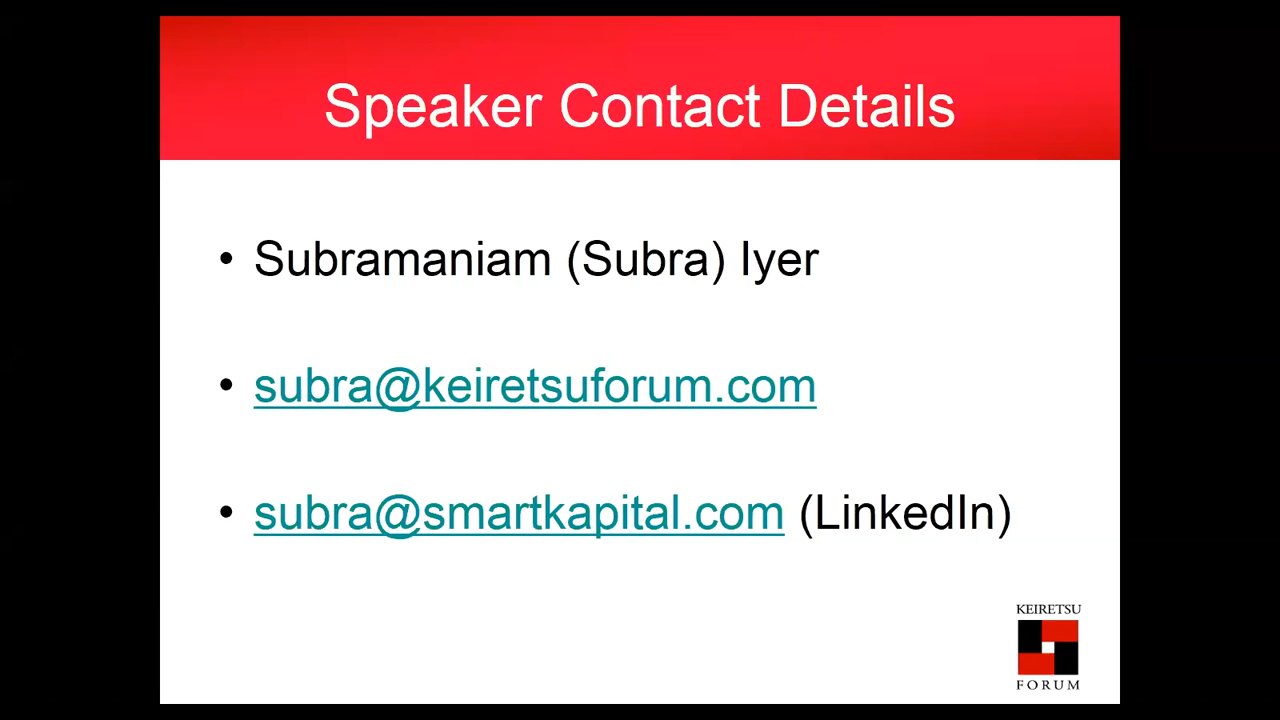 Speaker Contact Details
• Subramaniam (Subra) Iyer
• subra@keiretsuforum.com
• subra@smartkapital.com (LinkedIn)
KEIRETSU
FORUM